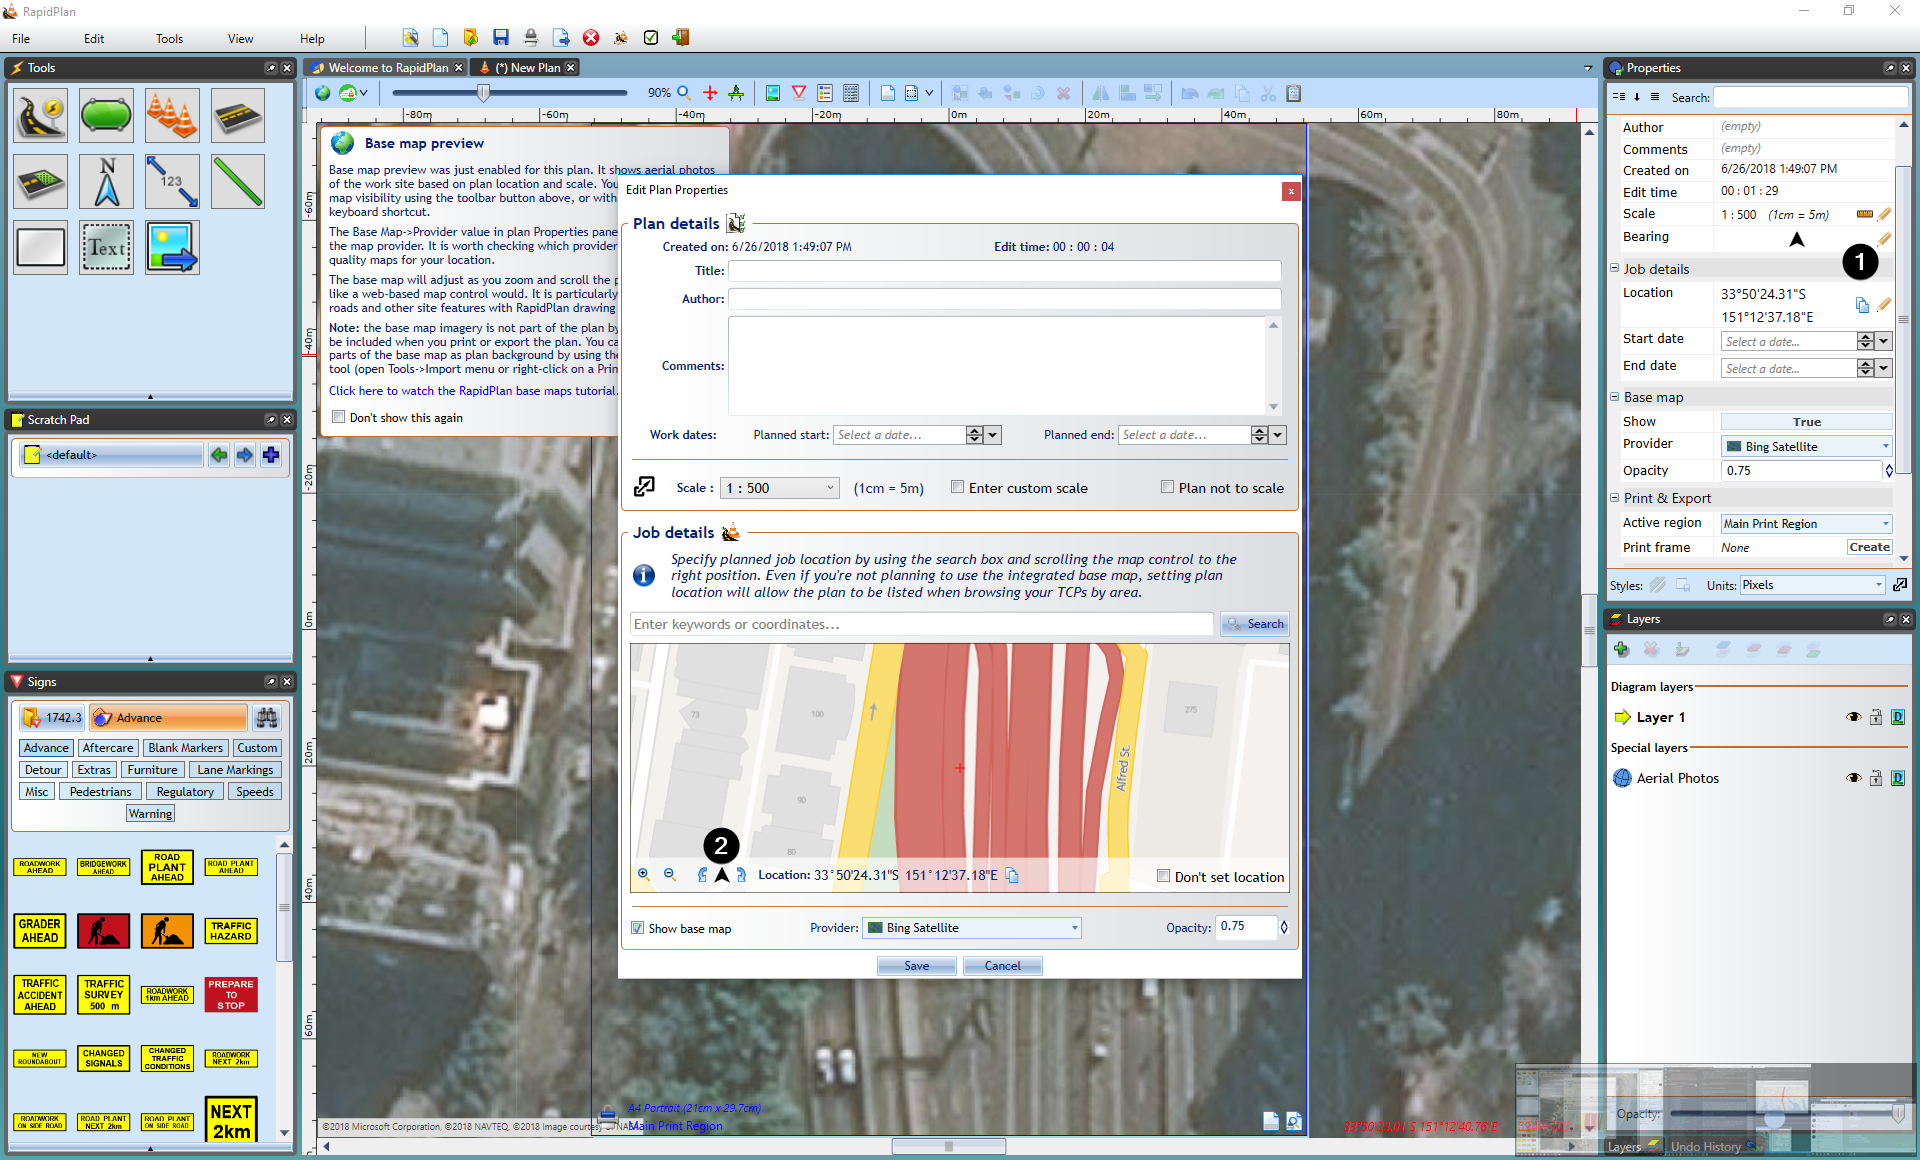 RapidPlan
File
Edit
Tools
View
Help
Tools
Welcome to RapidPlan
(*) New Plan
Properties
90%
Search:
-80m
-60m
-40m
-20m
0m
20m
40m
60m
80m
Base map preview
Base map preview was just enabled for this plan. It shows aerial photos
of the work site based on plan location and scale. You
map visibility using the toolbar button above, or with
keyboard shortcut.
The Base Map->Provider value in plan Properties pane
the map provider. It is worth checking which provider
quality maps for your location.
The base map will adjust as you zoom and scroll the p
like a web-based map control would. It is particularly
roads and other site features with RapidPlan drawing
Note: the base map imagery is not part of the plan by
be included when you print or export the plan. You ca
parts of the base map as plan background by using the
tool (open Tools->Import menu or right-click on a Prin
Click here to watch the RapidPlan base maps tutorial.
Don't show this again
-60m
-40m
-20m
0m
20m
40m
60m
N
123
Text
Scratch Pad
<default>
Signs
1742.3
Advance
Advance
Aftercare
Blank Markers
Custom
Detour
Extras
Furniture
Lane Markings
Misc
Pedestrians
Regulatory
Speeds
Warning
ROADWORK
AHEAD
BRIDGEWORK
AHEAD
ROAD
PLANT
AHEAD
ROAD PLANT
AHEAD
GRADER
AHEAD
TRAFFIC
HAZARD
TRAFFIC
ACCIDENT
AHEAD
TRAFFIC
SURVEY
500 m
ROADWORK
1km AHEAD
PREPARE
TO
STOP
NEW
ROUNDABOUT
CHANGED
SIGNALS
CHANGED
TRAFFIC
CONDITIONS
ROADWORK
NEXT 2km
ROADWORK
ON SIDE ROAD
ROAD PLANT
NEXT 2km
ROAD PLANT
ON SIDE ROAD
NEXT
2km
Edit Plan Properties
x
Plan details
Created on: 6/26/2018 1:49:07 PM
Edit time: 00 : 00 : 04
Title:
Author:
Comments:
Work dates:
Planned start:
Select a date...
Planned end:
Select a date...
Scale :
1 : 500
(1cm = 5m)
Enter custom scale
Plan not to scale
Job details
Specify planned job location by using the search box and scrolling the map control to the
right position. Even if you're not planning to use the integrated base map, setting plan
location will allow the plan to be listed when browsing your TCPs by area.
Enter keywords or coordinates...
Search
73
100
275
Alfred St.
90
80
2
Location: 33°50'24.31"S 151°12'37.18"E
Don't set location
Show base map
Provider:
Bing Satellite
Opacity:
0.75
Save
Cancel
A4 Portrait (21cm x 29.7cm)
Main Print Region
©2018 Microsoft Corporation, ©2018 NAVTEQ, ©2018 Image courtesy of NASA
33°50'23.01"S 151°12'40.76"E
Author
(empty)
Comments
(empty)
Created on
6/26/2018 1:49:07 PM
Edit time
00 : 01 : 29
Scale
1 : 500 (1cm = 5m)
Bearing
1
Job details
Location
33°50'24.31"S
151°12'37.18"E
Start date
Select a date...
End date
Select a date...
Base map
Show
True
Provider
Bing Satellite
Opacity
0.75
Print & Export
Active region
Main Print Region
Print frame
None
Create
Styles:
Units:
Pixels
Layers
Diagram layers
Layer 1
D
Special layers
Aerial Photos
D
Opacity:
Layers
Undo History